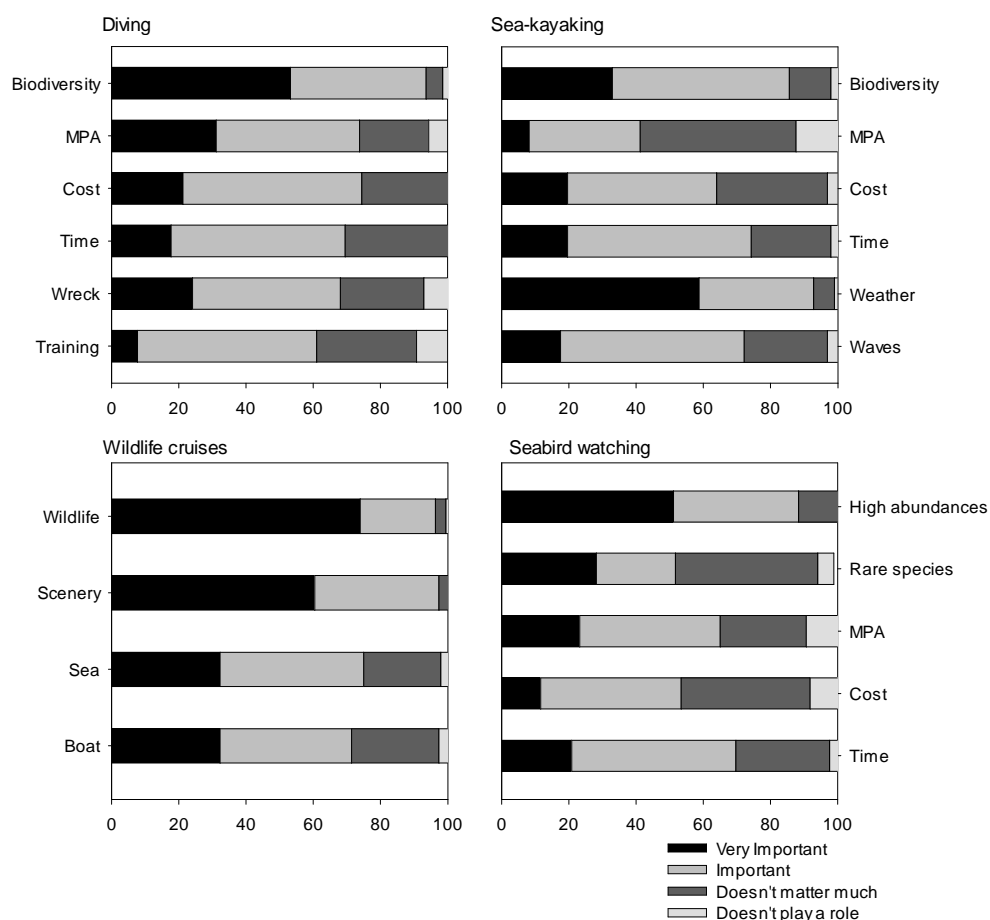 Diving
Biodiversity
MPA
Cost
Time
Wreck
Training
0 20 40 60 80 100
Sea-kayaking
Biodiversity
MPA
Cost
Time
Weather
Waves
0 20 40 60 80 100
Wildlife cruises
Wildlife
Scenery
Sea
Boat
0 20 40 60 80 100
Seabird watching
High abundances
Rare species
MPA
Cost
Time
0 20 40 60 80 100
Very Important
Important
Doesn't matter much
Doesn't play a role